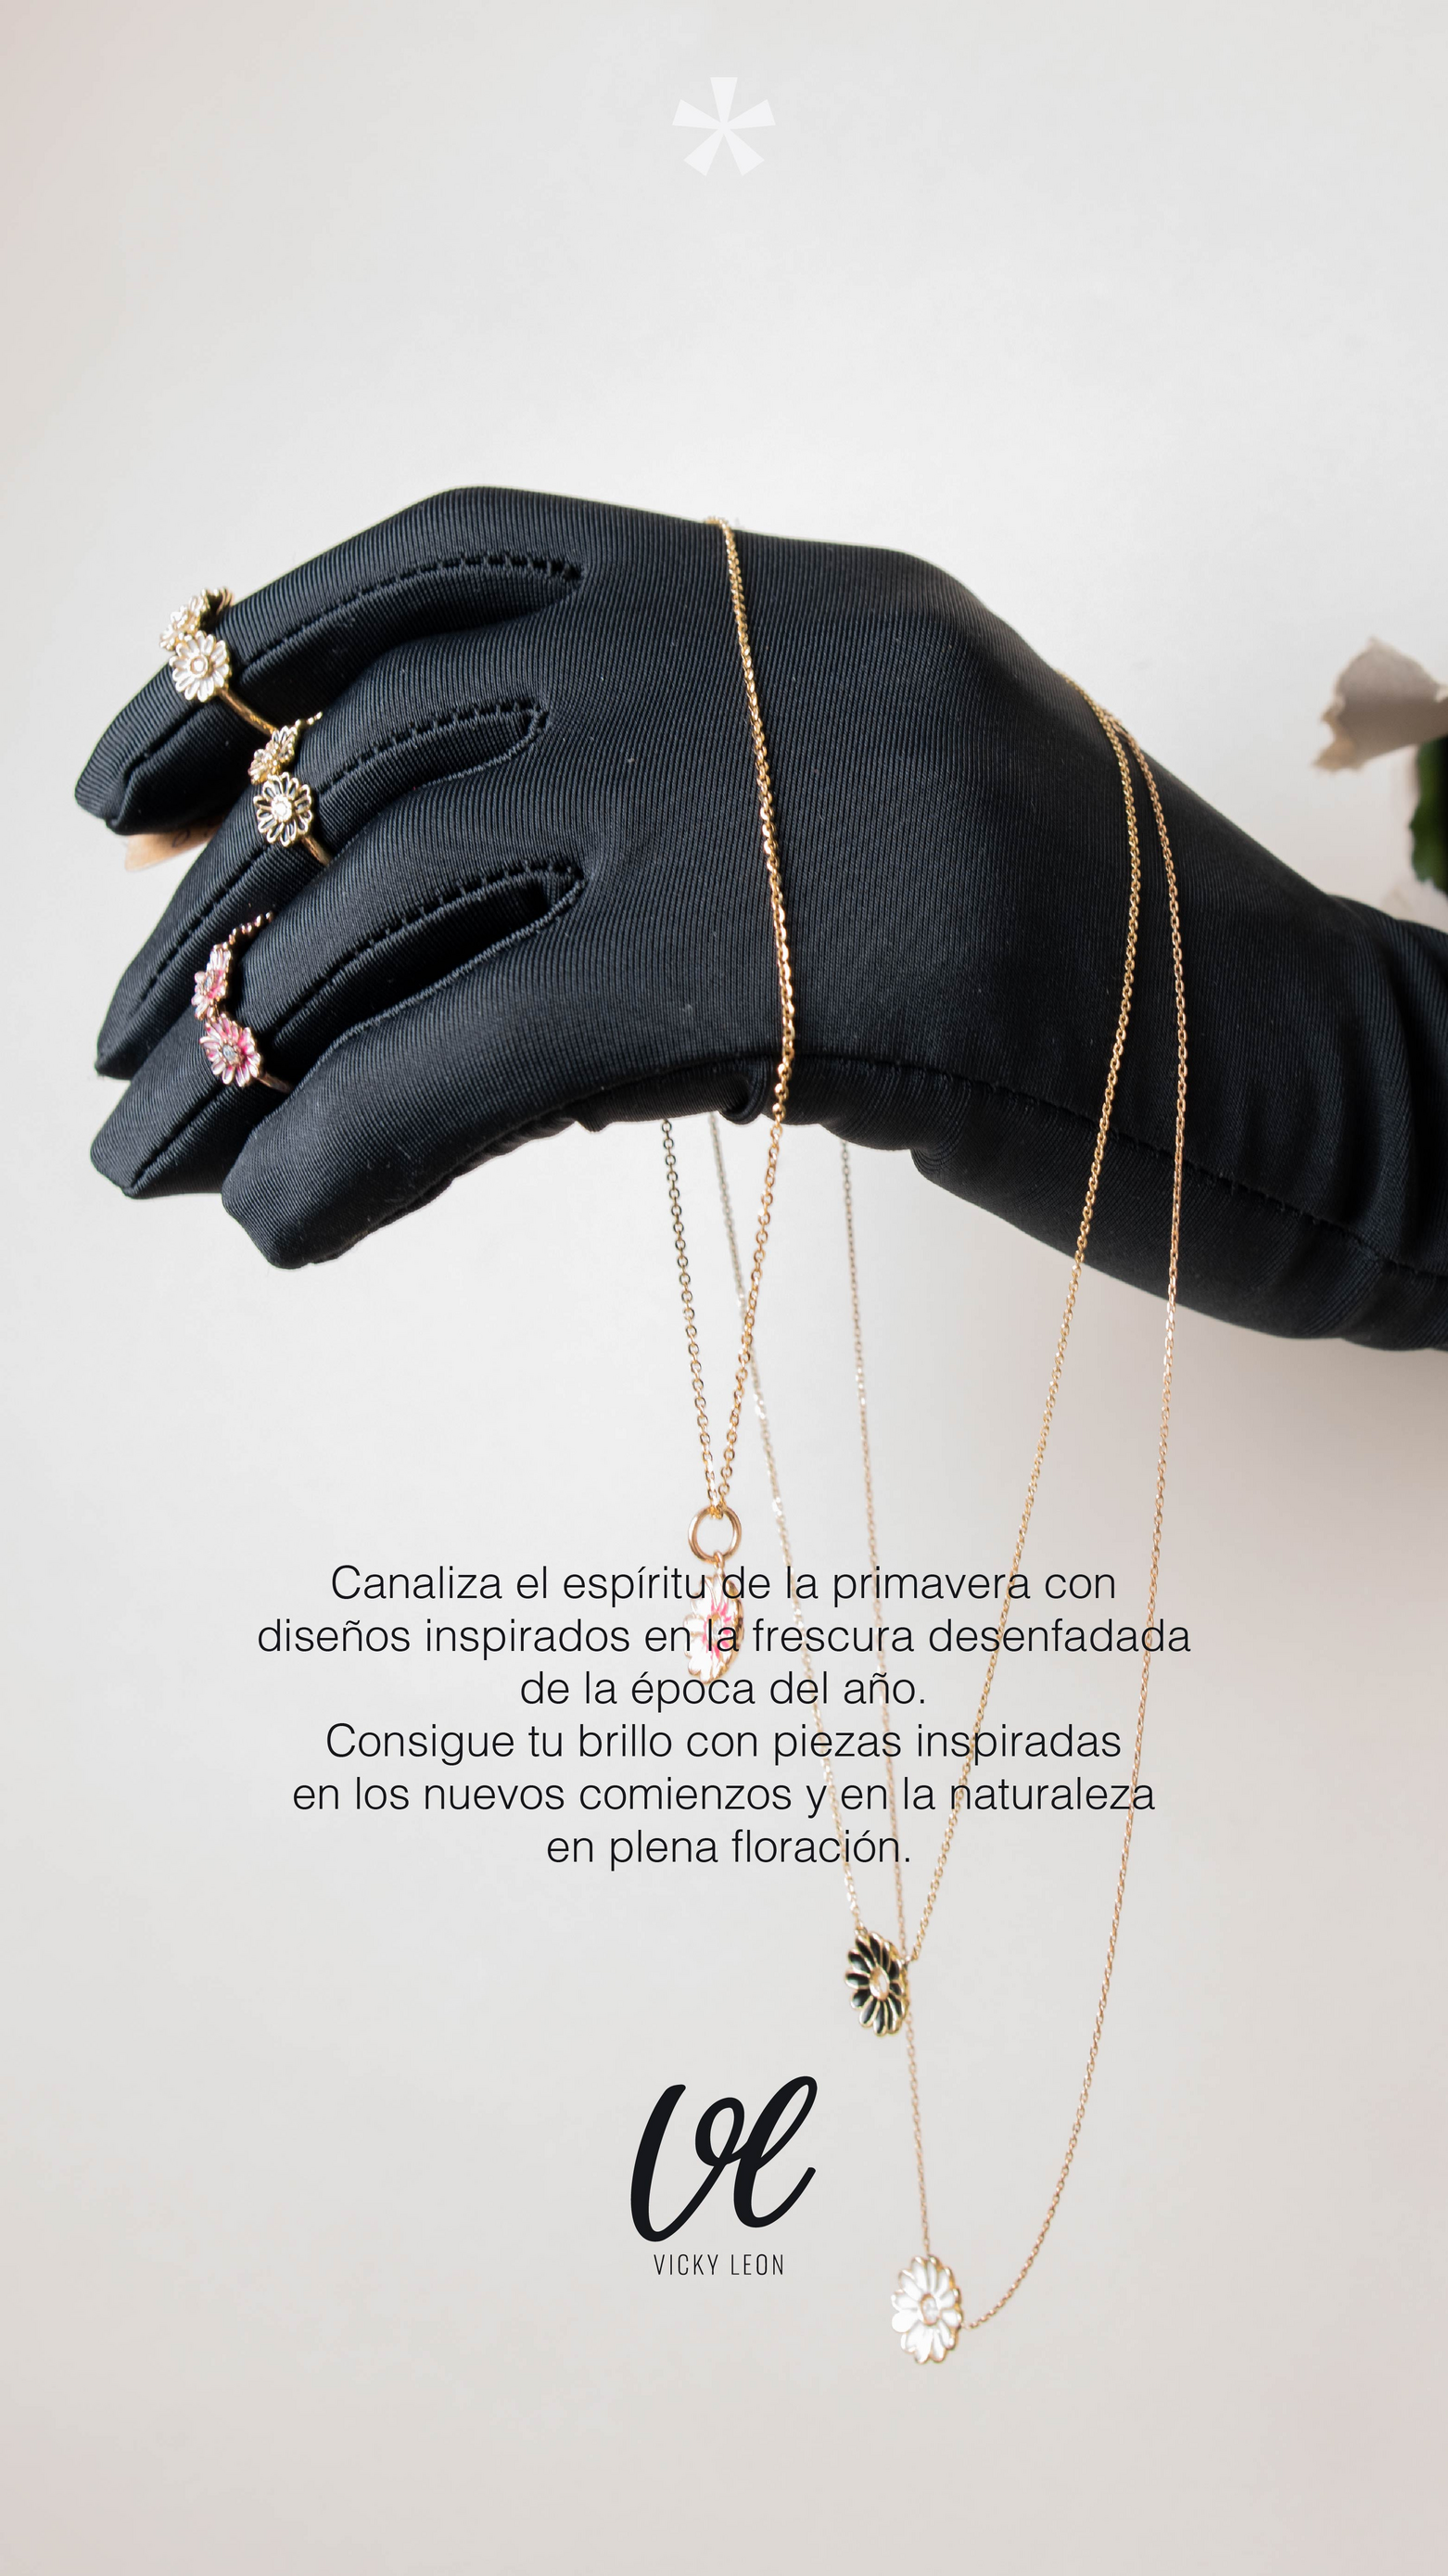 Canaliza el espíritu de la primavera con
diseños inspirados en la frescura desenfadada
de la época del año.
Consigue tu brillo con piezas inspiradas
en los nuevos comienzos y en la naturaleza
en plena floración.
vl
VICKY LEON